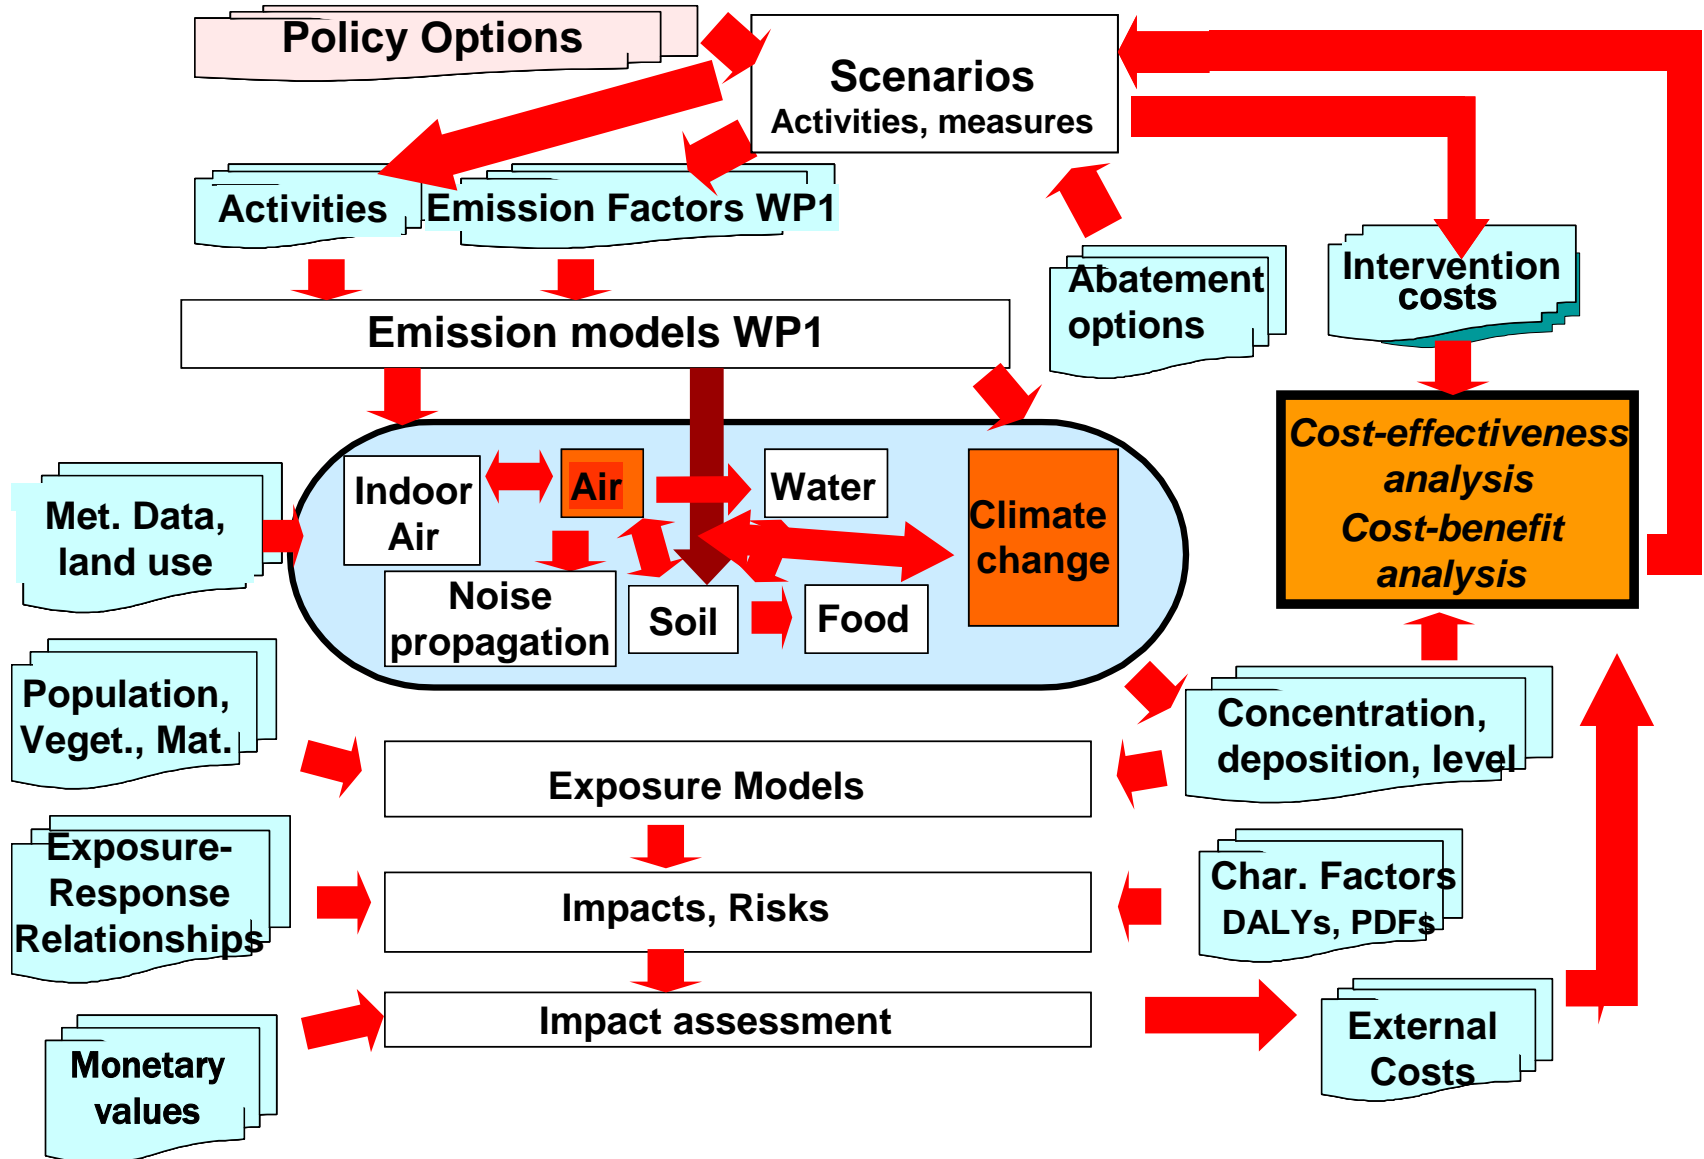 Policy Options
Scenarios
Activities, measures
Activities
Emission Factors WP1
Abatement
options
Intervention
costs
Emission models WP1
Cost-effectiveness
analysis
Cost-benefit
analysis
Met. Data,
land use
Indoor
Air
Air
Water
Climate
change
Noise
propagation
Soil
Food
Population,
Veget., Mat.
Concentration,
deposition, level
Exposure Models
Exposure-
Response
Relationships
Impacts, Risks
Char. Factors
DALYs, PDFs
Monetary
values
Impact assessment
External
Costs